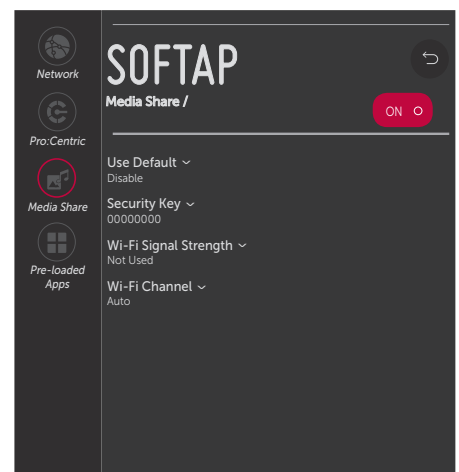 Network
Pro:Centric
Media Share
Pre-loaded
Apps
SOFTAP
Media Share /
ON
Use Default
Disable
Security Key
00000000
Wi-Fi Signal Strength
Not Used
Wi-Fi Channel
Auto